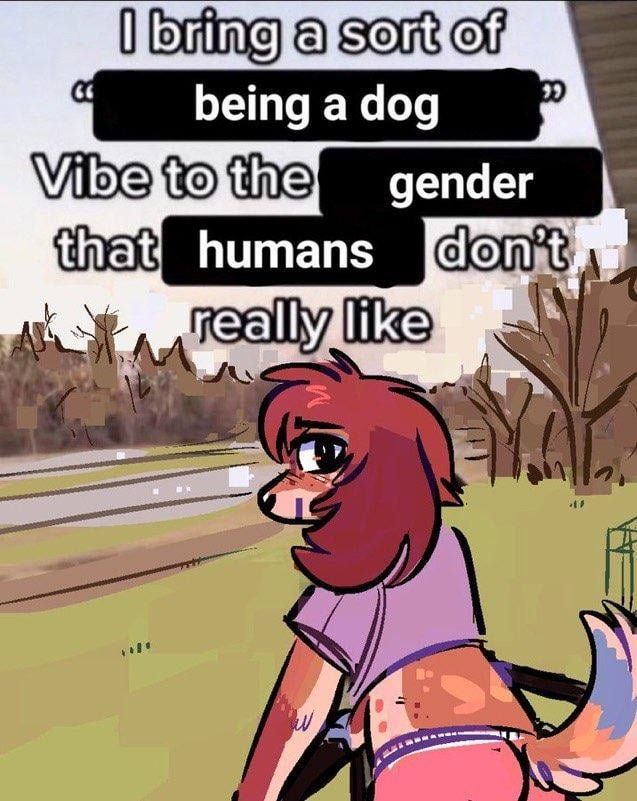 I bring a sort of
“being a dog”
Vibe to the gender
that humans don't
really like